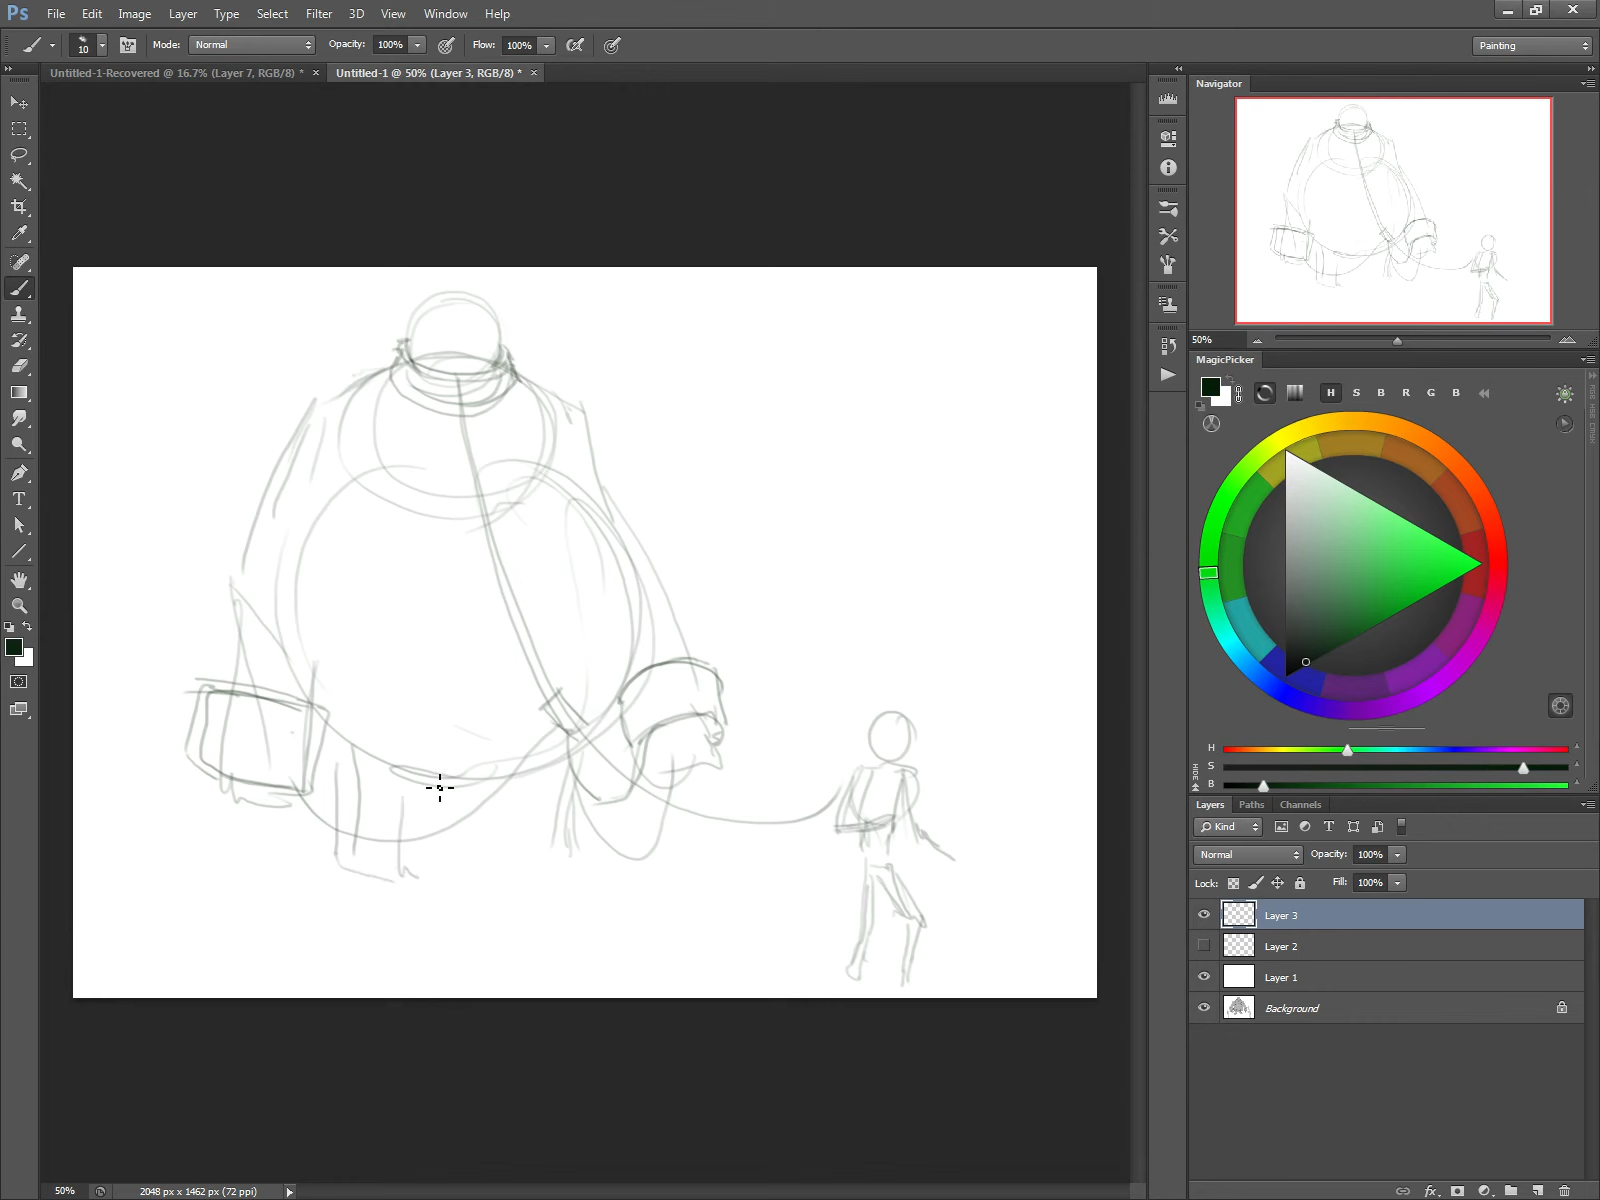 Ps File Edit Image Layer Type Select Filter 3D View Window Help
10 Mode: Normal Opacity: 100% Flow: 100% Painting
Untitled-1-Recovered @ 16.7% (Layer 7, RGB/8) * × Untitled-1 @ 50% (Layer 3, RGB/8) * ×
Navigator
50%
MagicPicker
H S B R G B
H
S
B
HIDE
Layers Paths Channels
Kind
Normal Opacity: 100%
Lock: Fill: 100%
Layer 3
Layer 2
Layer 1
Background
50% 2048 px x 1462 px (72 ppi)
fx